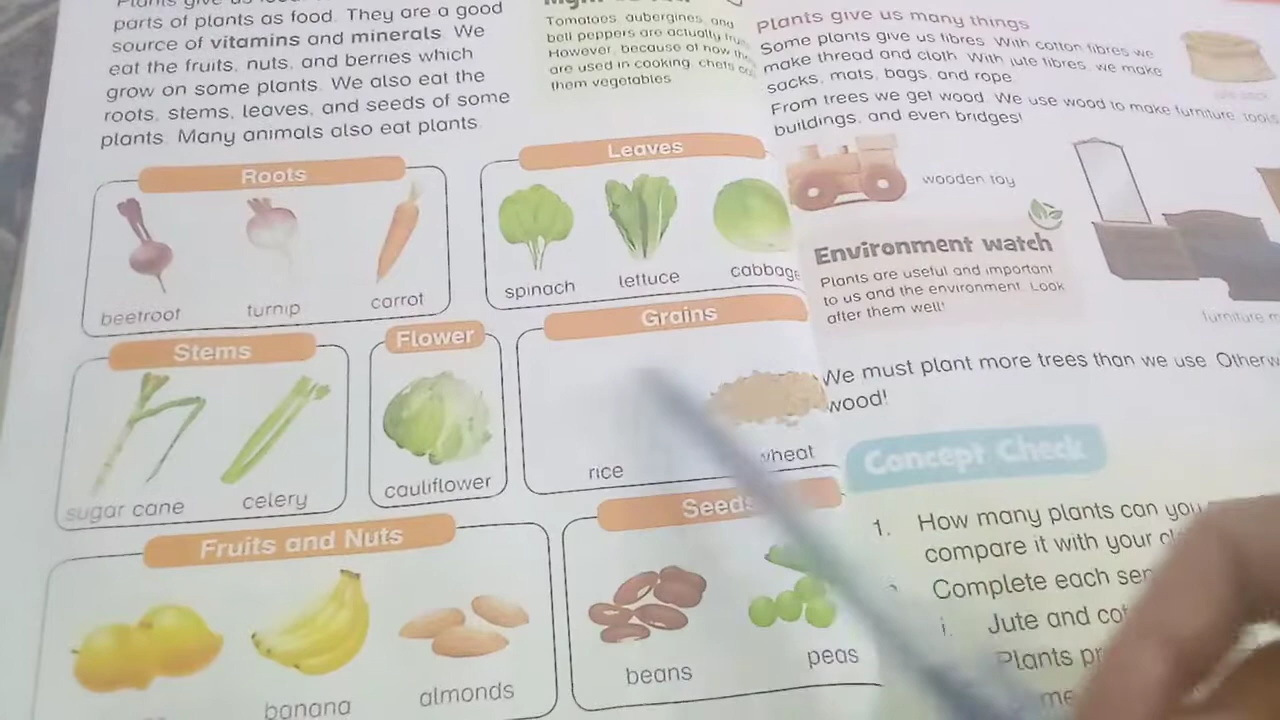 parts of plants as food. They are a good
source of vitamins and minerals. We
eat the fruits, nuts, and berries which
grow on some plants. We also eat the
roots, stems, leaves, and seeds of some
plants. Many animals also eat plants.
Tomatoes, aubergines, and
bell peppers are actually
However, because of how
are used in cooking, chefs
them vegetables
Roots
beetroot
turnip
carrot
Leaves
spinach
lettuce
cabbage
Stems
sugar cane
celery
Flower
cauliflower
Grains
rice
wheat
Fruits and Nuts
banana
almonds
Seeds
beans
peas
Plants give us many things
Some plants give us fibres. With cotton fibres we
make thread and cloth. With jute fibres, we make
sacks, mats, bags, and rope.
From trees we get wood. We use wood to make furniture, tools
buildings, and even bridges!
wooden toy
Environment watch
Plants are useful and important
to us and the environment. Look
after them well!
furniture
We must plant more trees than we use.
wood!
Concept Check
1. How many plants can you
compare it with your
Complete each
i. Jute and
Plants